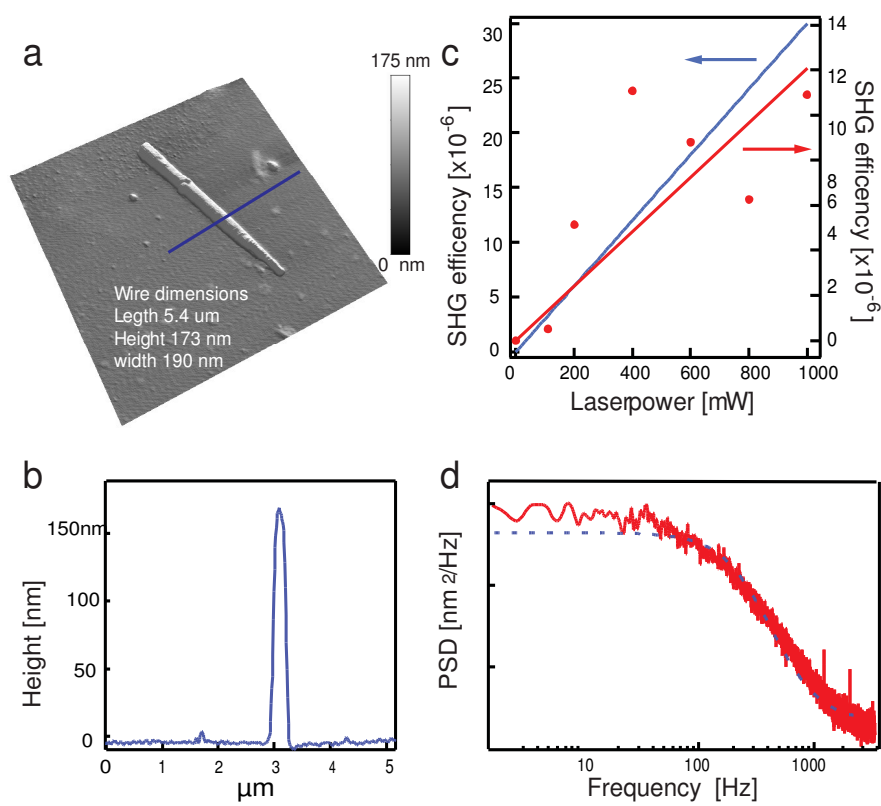 a
175 nm
0 nm
Wire dimensions
Legth 5.4 um
Height 173 nm
width 190 nm
c
SHG efficency [x10-6]
30
25
20
15
10
5
0
14
12
10
8
6
4
2
0
SHG efficency [x10-6]
0 200 400 600 800 1000
Laserpower [mW]
b
Height [nm]
150nm
100
50
0
0 1 2 3 4 5
μm
d
PSD [nm 2/Hz]
10 100 1000
Frequency [Hz]